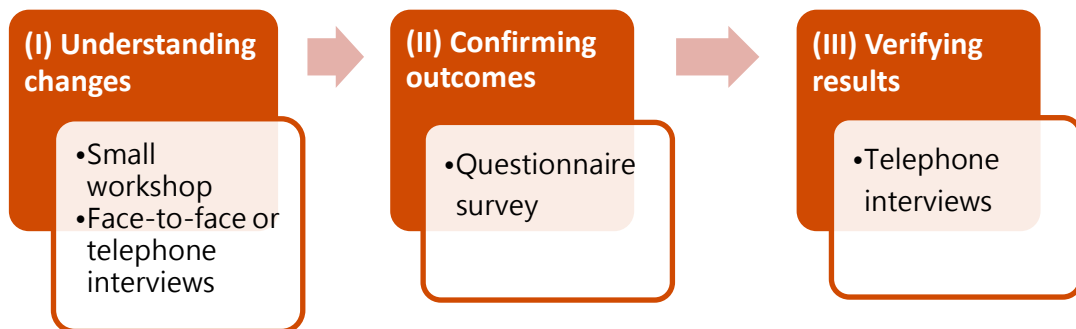 (I) Understanding
changes
•Small
workshop
•Face-to-face or
telephone
interviews
(II) Confirming
outcomes
•Questionnaire
survey
(III) Verifying
results
•Telephone
interviews